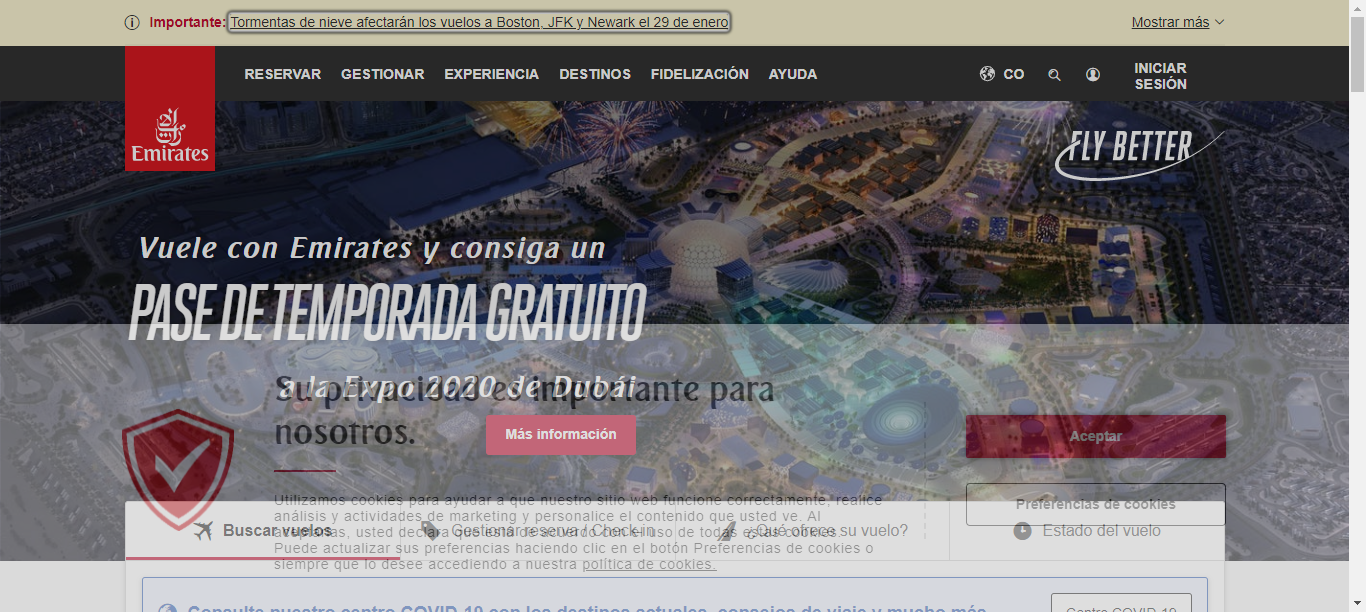 Importante: Tormentas de nieve afectarán los vuelos a Boston, JFK y Newark el 29 de enero
Mostrar más
RESERVAR GESTIONAR EXPERIENCIA DESTINOS FIDELIZACIÓN AYUDA
CO
INICIAR
SESIÓN
Emirates
FLY BETTER
Vuele con Emirates y consiga un
PASE DE TEMPORADA GRATUITO
a la Expo 2020 de Dubái
Su privacidad es importante para
nosotros.
Más información
Aceptar
Utilizamos cookies para ayudar a que nuestro sitio web funcione correctamente, realice
análisis y actividades de marketing y personalice el contenido que usted ve. Al
aceptarlas, usted declara que está de acuerdo con el uso de todas estas cookies.
Puede actualizar sus preferencias haciendo clic en el botón Preferencias de cookies o
siempre que lo desee accediendo a nuestra política de cookies.
Preferencias de cookies
Buscar vuelos
Gestionar reserva / Check-in
¿Qué ofrece su vuelo?
Estado del vuelo
Consulte nuestro centro COVID-19 con los destinos actuales, consejos de viaje y mucho más
Centro COVID-19